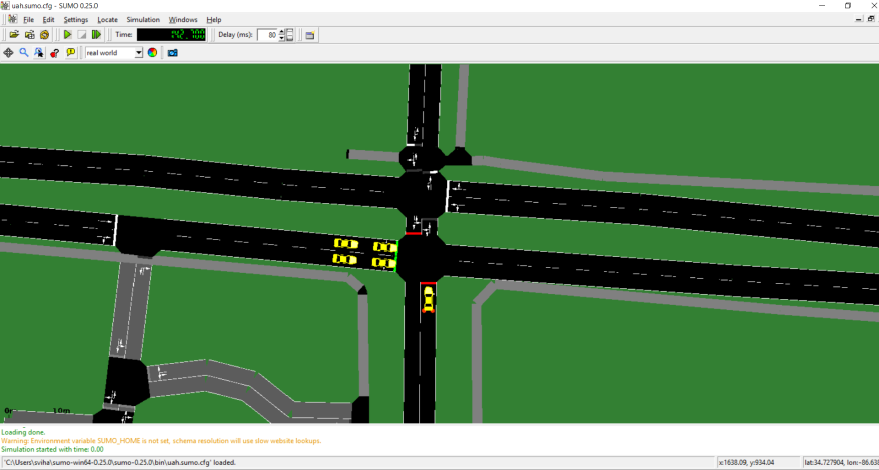 uah.sumo.cfg - SUMO 0.25.0
File Edit Settings Locate Simulation Windows Help
Time: Delay (ms): 80
real world
10m
Loading done.
Warning: Environment variable SUMO_HOME is not set, schema resolution will use slow website lookups.
Simulation started with time: 0.00
'C:\Users\sviha\sumo-win64-0.25.0\sumo-0.25.0\bin\uah.sumo.cfg' loaded.
x:1638.09, y:934.04
lat:34.727904, lon:-86.638